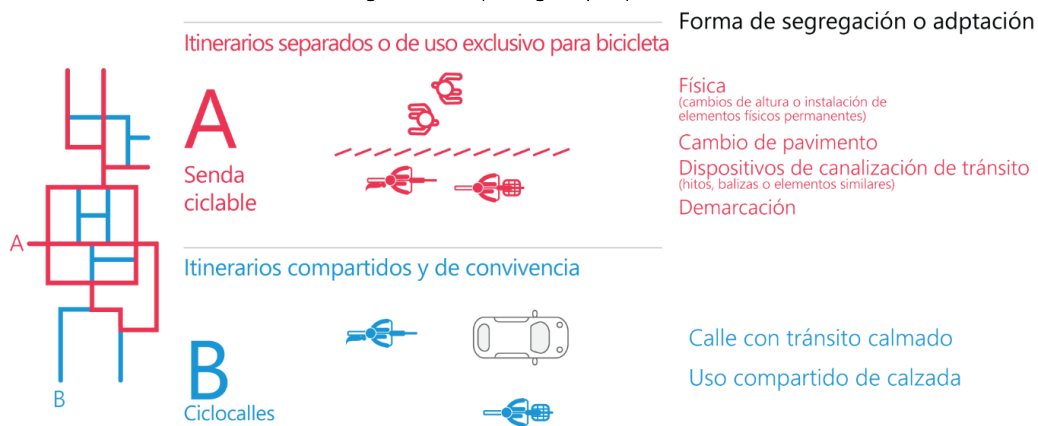 Forma de segregación o adptación
Itinerarios separados o de uso exclusivo para bicicleta
A
Senda
ciclable
Física
(cambios de altura o instalación de
elementos físicos permanentes)
Cambio de pavimento
Dispositivos de canalización de tránsito
(hitos, balizas o elementos similares)
Demarcación
A
Itinerarios compartidos y de convivencia
B
Ciclocalles
Calle con tránsito calmado
Uso compartido de calzada
B